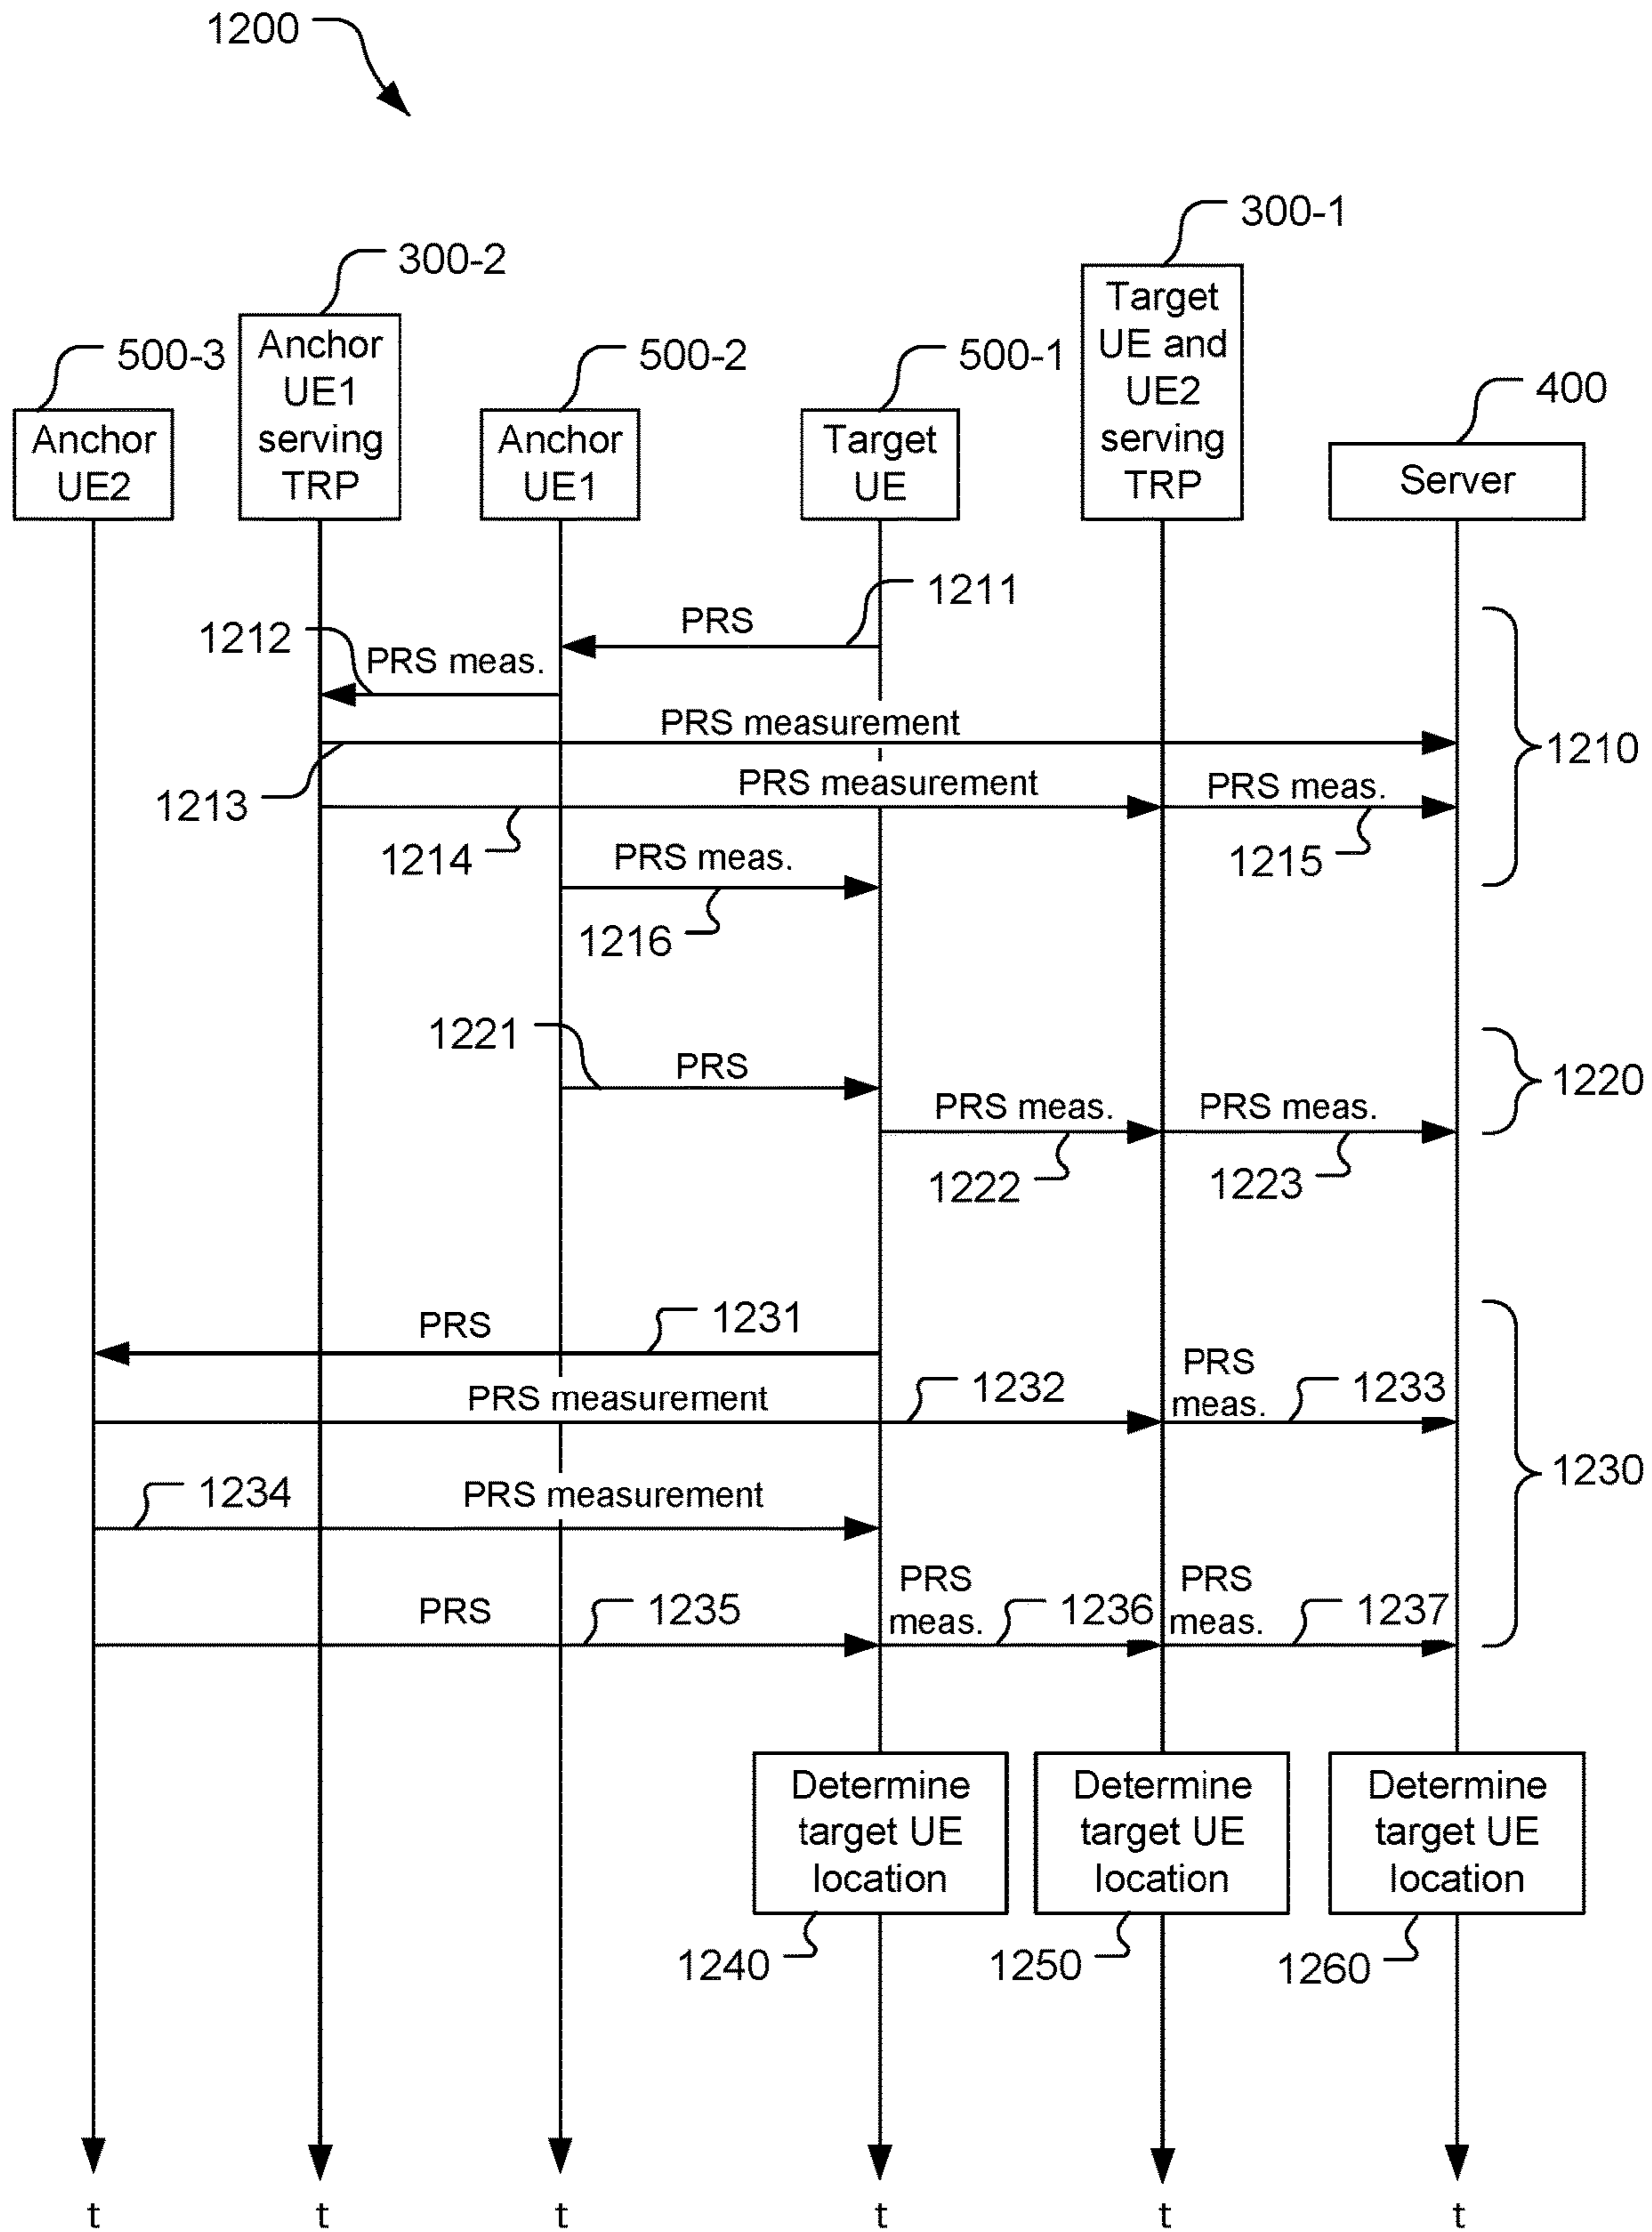 1200
300-1
300-2
500-3
500-2
500-1
400
Anchor
UE2
Anchor
UE1
serving
TRP
Anchor
UE1
Target
UE
Target
UE and
UE2
serving
TRP
Server
1211
PRS
1212
PRS meas.
PRS measurement
1210
1213
PRS measurement
PRS meas.
1214
1215
PRS meas.
1216
1221
PRS
1220
PRS meas.
PRS meas.
1222
1223
PRS
1231
PRS measurement
1232
PRS
meas.
1233
1230
1234
PRS measurement
PRS
1235
PRS
meas.
1236
PRS
meas.
1237
Determine
target UE
location
Determine
target UE
location
Determine
target UE
location
1240
1250
1260
t
t
t
t
t
t